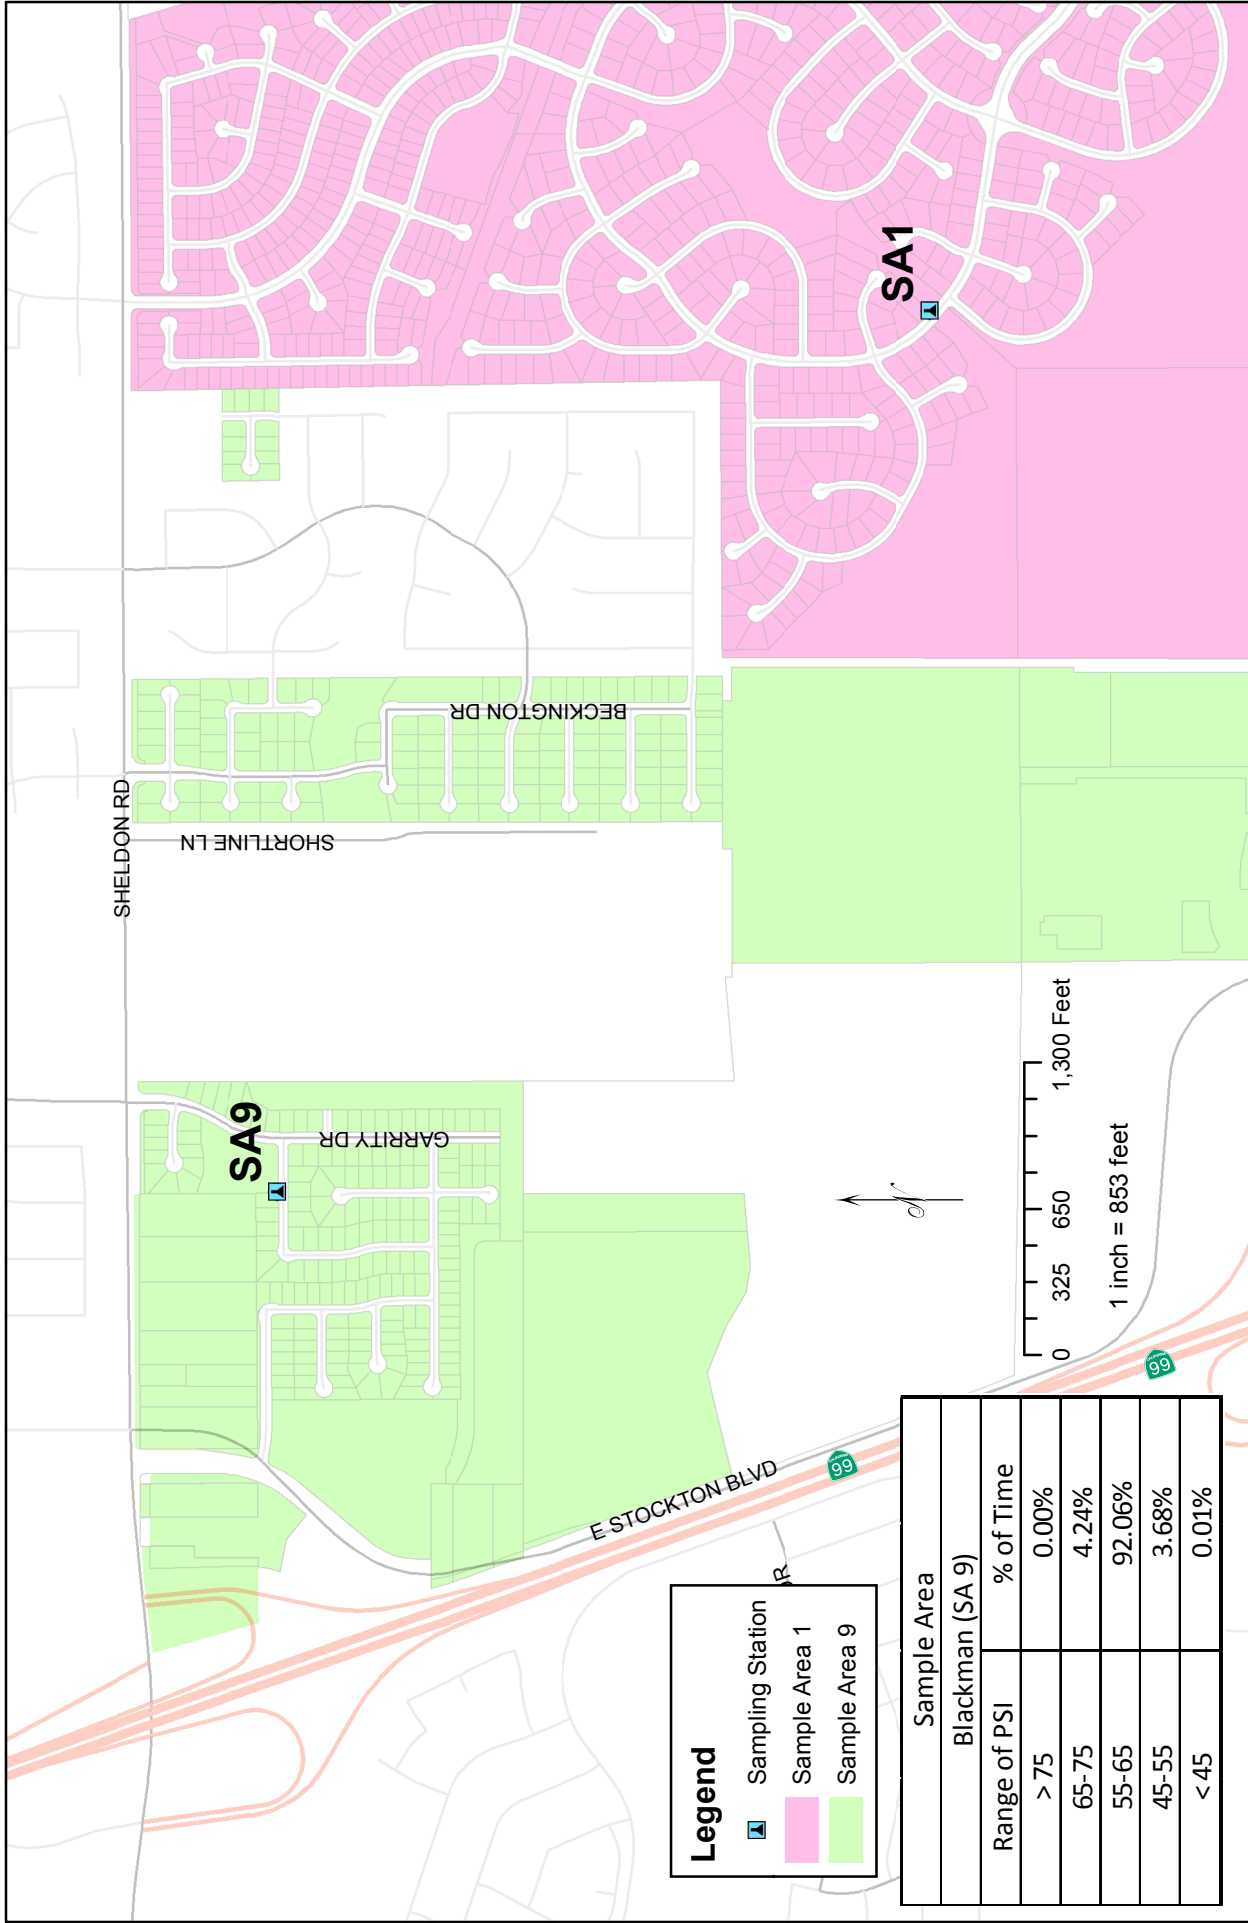 SHELDON RD
SHORTLINE LN
BECKINGTON DR
GARRITY DR
SA9
SA1
E STOCKTON BLVD
99
99
DR
0 325 650 1,300 Feet
1 inch = 853 feet
N
Legend
Sampling Station
Sample Area 1
Sample Area 9
Sample Area
Blackman (SA 9)
Range of PSI % of Time
>75 0.00%
65-75 4.24%
55-65 92.06%
45-55 3.68%
<45 0.01%